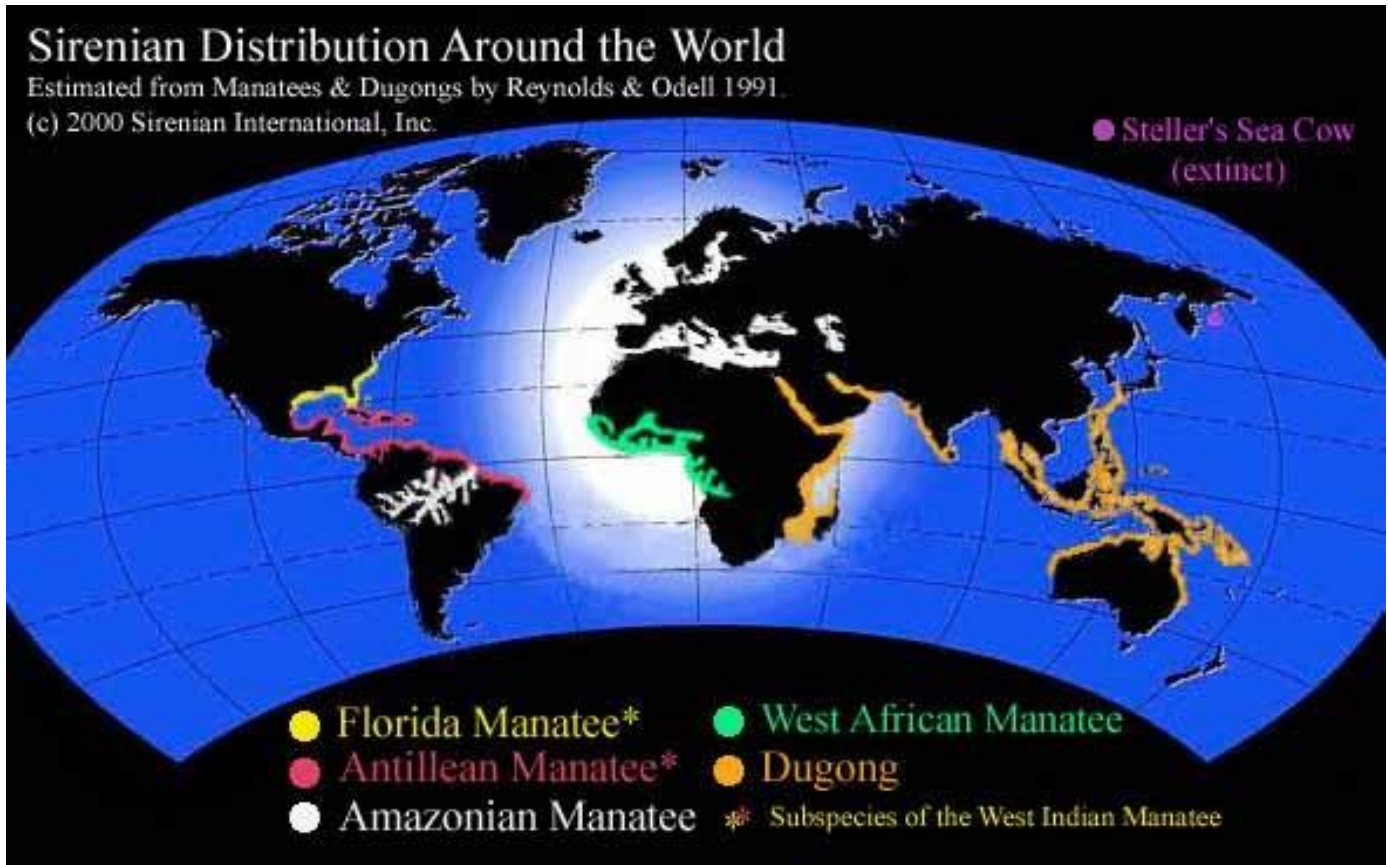 Sirenian Distribution Around the World
Estimated from Manatees & Dugongs by Reynolds & Odell 1991.
(c) 2000 Sirenian International, Inc.
Steller's Sea Cow
(extinct)
Florida Manatee*
West African Manatee
Antillean Manatee*
Dugong
Amazonian Manatee
** Subspecies of the West Indian Manatee